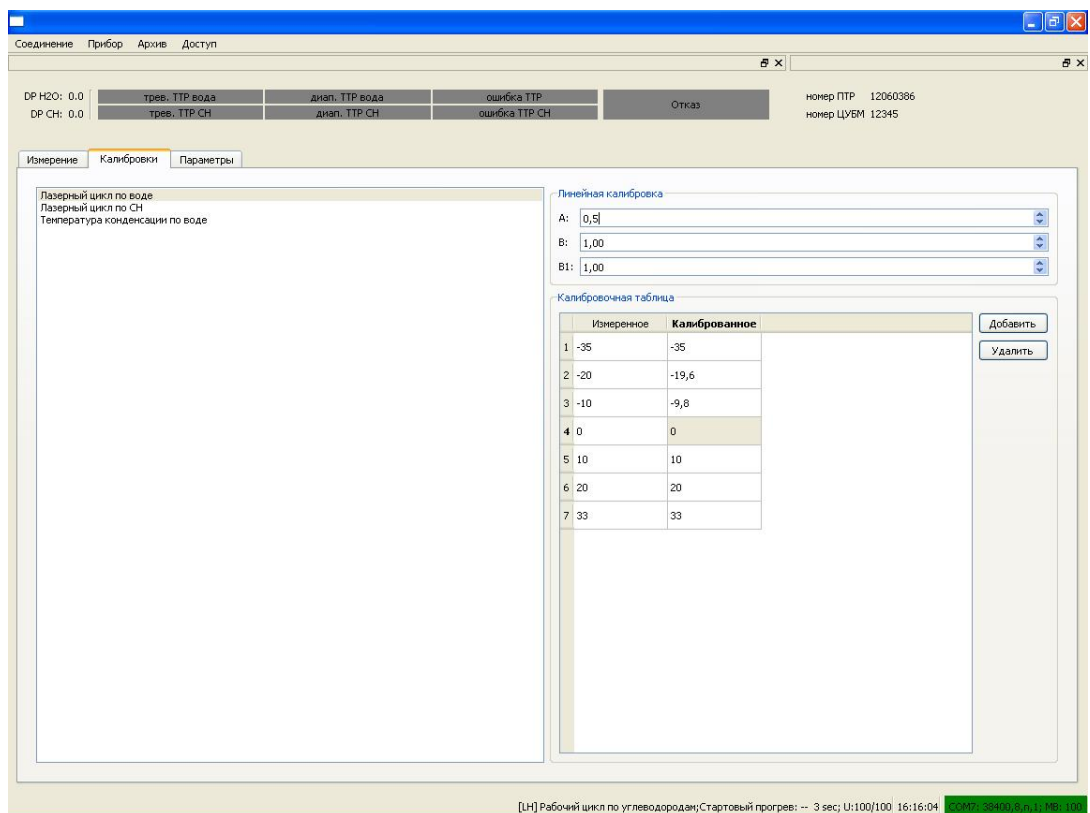 Соединение Прибор Архив Доступ
DP H2O: 0.0 трев. ТТР вода диап. ТТР вода ошибка ТТР Отказ номер ПТР 12060386
DP CH: 0.0 трев. ТТР СН диап. ТТР СН ошибка ТТР СН номер ЦУБМ 12345
Измерение Калибровки Параметры
Лазерный цикл по воде
Лазерный цикл по СН
Температура конденсации по воде
Линейная калибровка
A: 0,5
B: 1,00
B1: 1,00
Калибровочная таблица
Измеренное Калиброванное Добавить
1 -35 -35 Удалить
2 -20 -19,6
3 -10 -9,8
4 0 0
5 10 10
6 20 20
7 33 33
[LH] Рабочий цикл по углеводородам;Стартовый прогрев: -- 3 sec; U:100/100 16:16:04 COM7: 38400,8,n,1; MB: 100